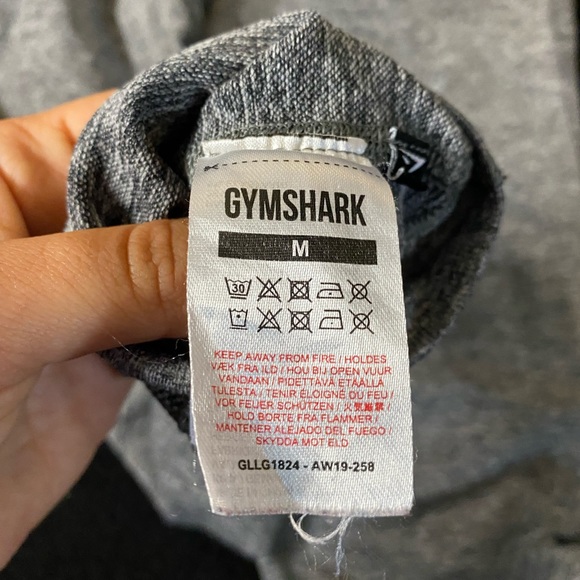 GYMSHARK
M
30
KEEP AWAY FROM FIRE / HOLDES
VÆK FRA ILD / HOU BIJ OPEN VUUR
VANDAAN / PIDETTÄVÄ ETÄÄLLÄ
TULESTA / TENIR ÉLOIGNÉ DU FEU /
VOR FEUER SCHÜTZEN / 火気厳禁 /
HOLD BORTE FRA FLAMMER /
MANTENER ALEJADO DEL FUEGO /
SKYDDA MOT ELD
GLLG1824 - AW19-258